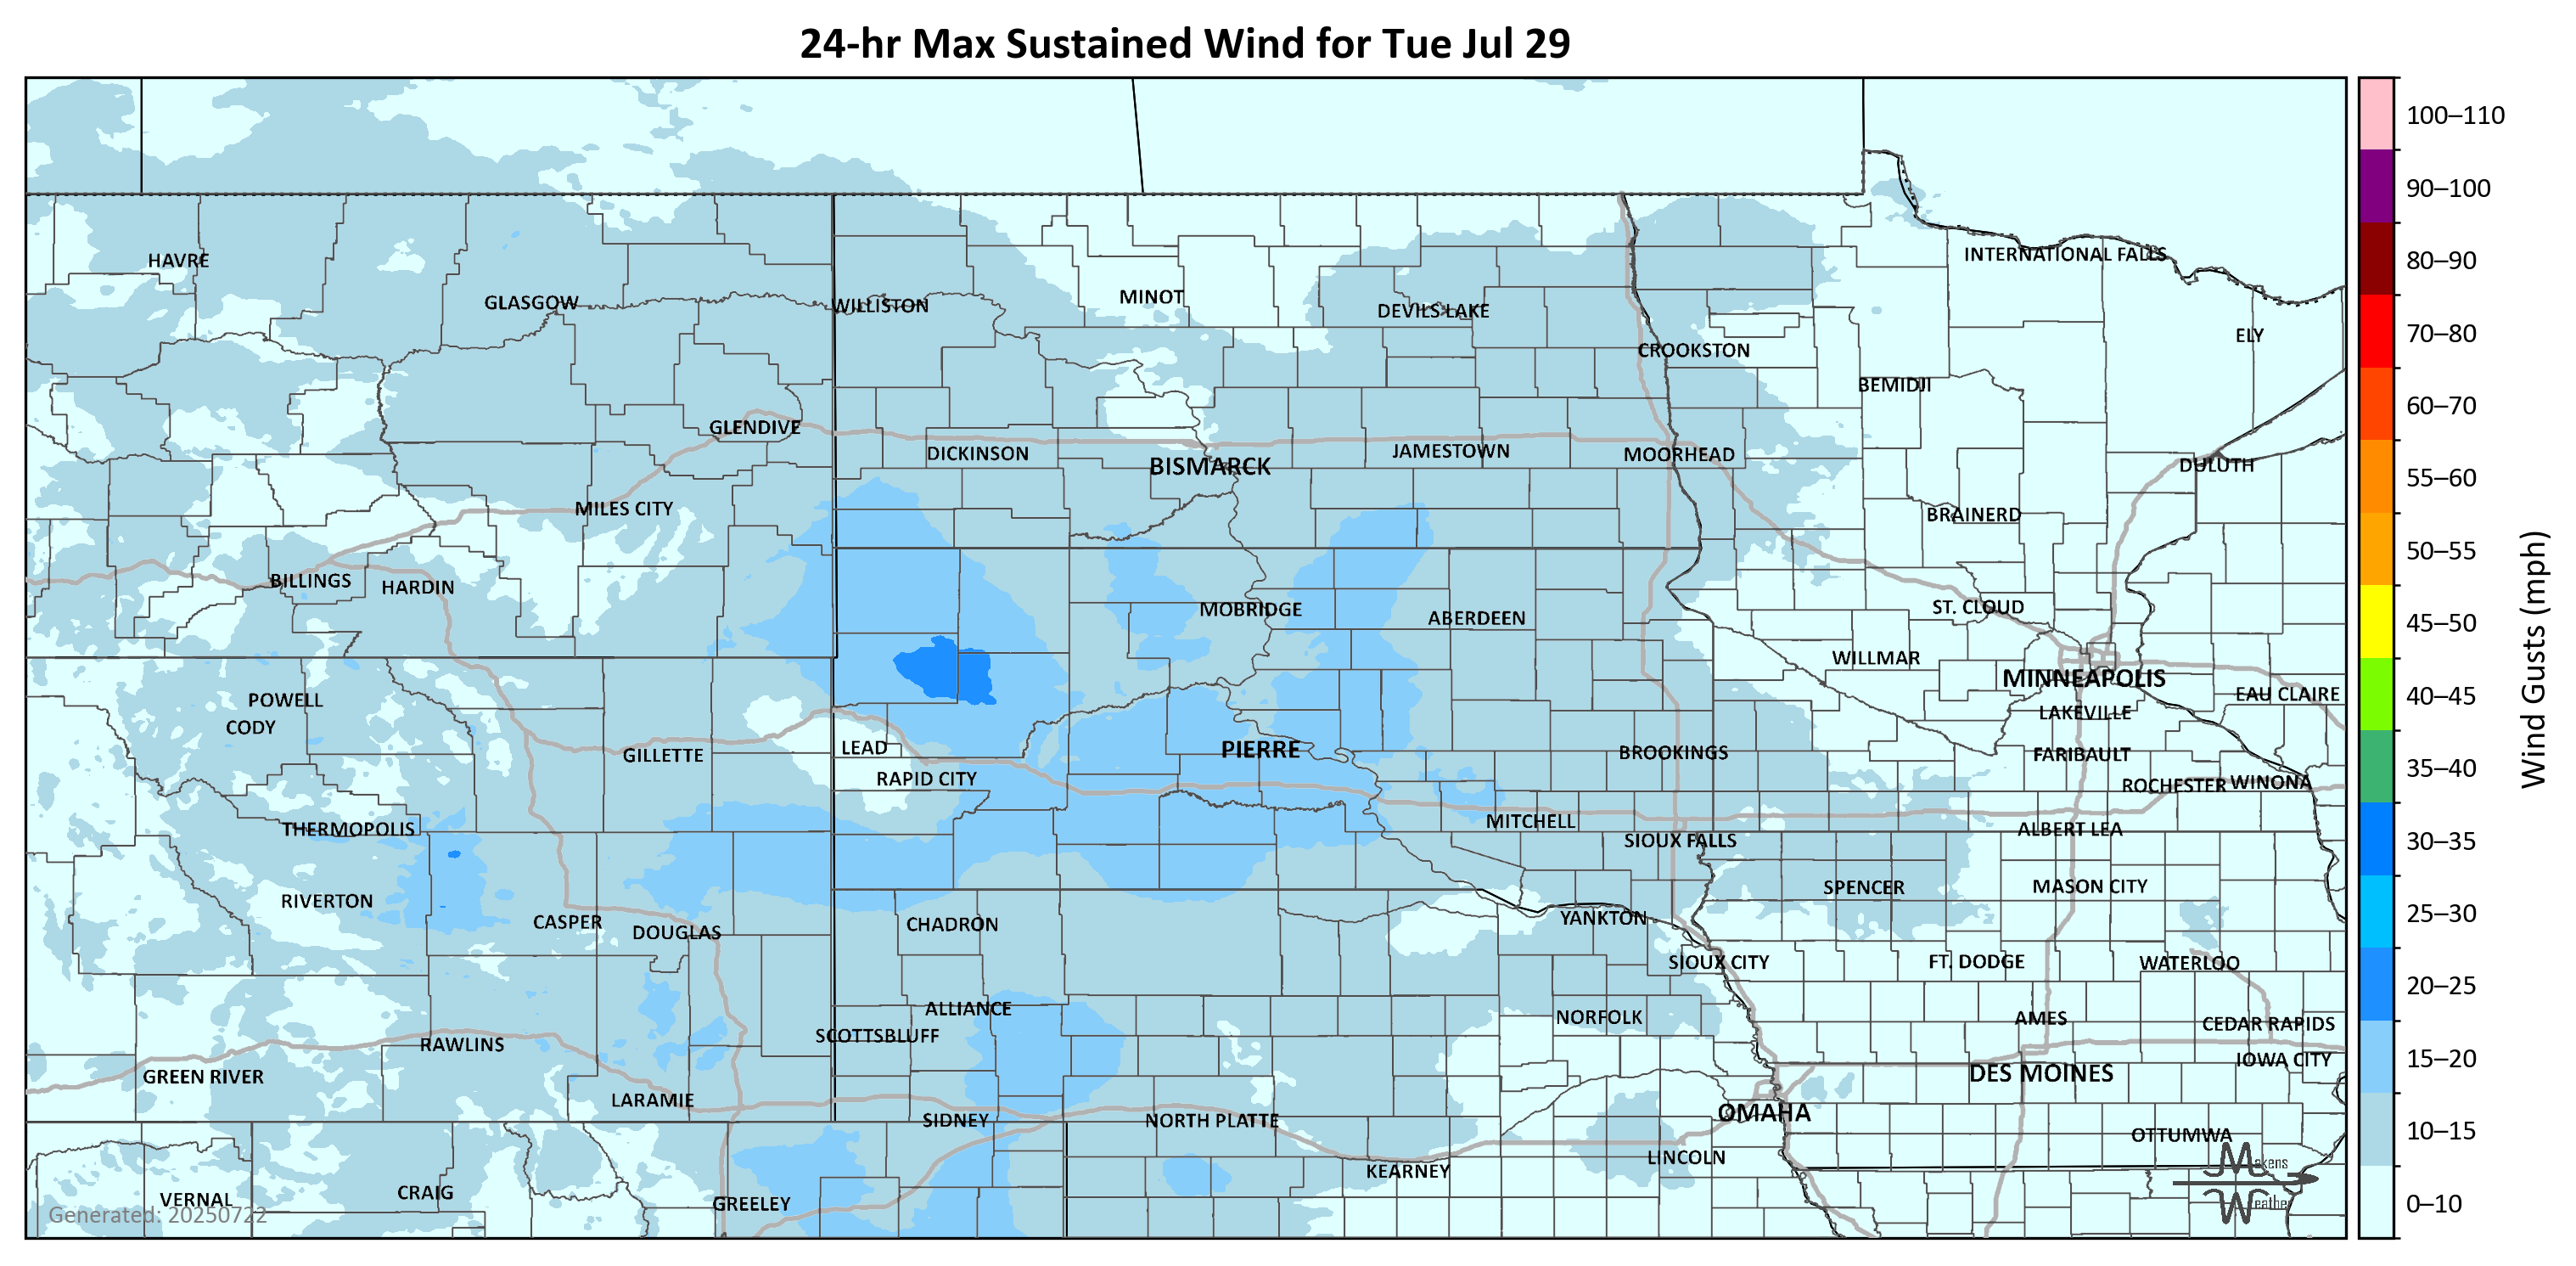 24-hr Max Sustained Wind for Tue Jul 29
100–110
90–100
80–90
70–80
60–70
55–60
50–55
45–50
40–45
35–40
30–35
25–30
20–25
15–20
10–15
0–10
Wind Gusts (mph)
HAVRE
INTERNATIONAL FALLS
GLASGOW
WILLISTON
MINOT
DEVILS LAKE
ELY
CROOKSTON
BEMIDJI
GLENDIVE
DICKINSON
BISMARCK
JAMESTOWN
MOORHEAD
DULUTH
MILES CITY
BRAINERD
BILLINGS
HARDIN
MOBRIDGE
ABERDEEN
ST. CLOUD
WILLMAR
MINNEAPOLIS
EAU CLAIRE
POWELL
CODY
LAKEVILLE
GILLETTE
LEAD
PIERRE
BROOKINGS
FARIBAULT
RAPID CITY
ROCHESTER
WINONA
THERMOPOLIS
MITCHELL
SIOUX FALLS
ALBERT LEA
RIVERTON
SPENCER
MASON CITY
CASPER
DOUGLAS
CHADRON
YANKTON
SIOUX CITY
FT. DODGE
WATERLOO
ALLIANCE
SCOTTSBLUFF
NORFOLK
AMES
CEDAR RAPIDS
RAWLINS
IOWA CITY
GREEN RIVER
DES MOINES
LARAMIE
SIDNEY
NORTH PLATTE
OMAHA
OTTUMWA
LINCOLN
KEARNEY
VERNAL
CRAIG
GREELEY
Makens
Weather
Generated: 20250722